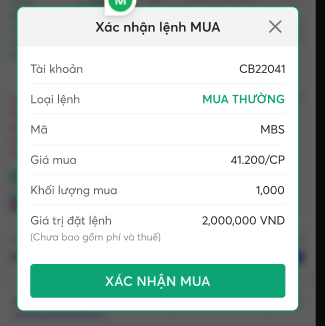 M
Xác nhận lệnh MUA
Tài khoản CB22041
Loại lệnh MUA THƯỜNG
Mã MBS
Giá mua 41.200/CP
Khối lượng mua 1,000
Giá trị đặt lệnh 2,000,000 VND
(Chưa bao gồm phí và thuế)
XÁC NHẬN MUA